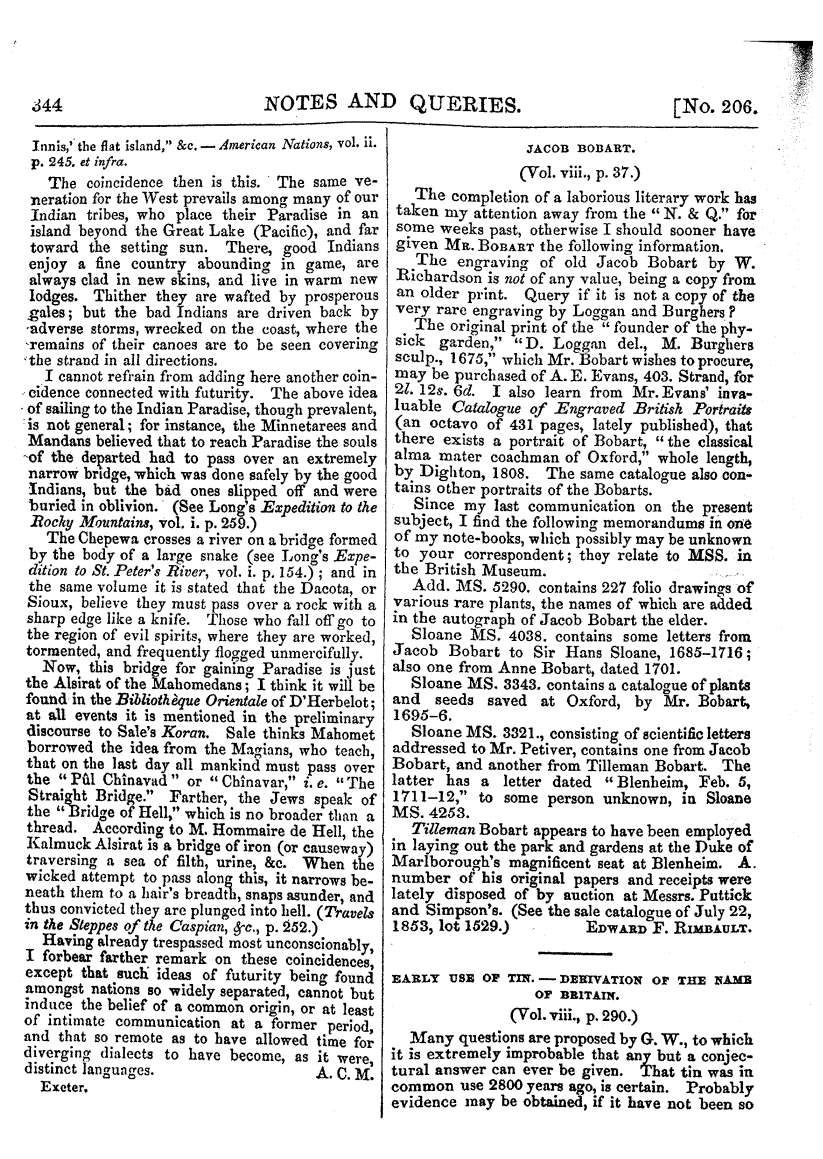 344 NOTES AND QUERIES. [No. 206.
Innis,' the flat island," &c. — American Nations, vol. ii.
p. 245. et infra.
The coincidence then is this. The same ve-
neration for the West prevails among many of our
Indian tribes, who place their Paradise in an
island beyond the Great Lake (Pacific), and far
toward the setting sun. There, good Indians
enjoy a fine country abounding in game, are
always clad in new skins, and live in warm new
lodges. Thither they are wafted by prosperous
gales; but the bad Indians are driven back by
adverse storms, wrecked on the coast, where the
remains of their canoes are to be seen covering
the strand in all directions.
I cannot refrain from adding here another coin-
cidence connected with futurity. The above idea
of sailing to the Indian Paradise, though prevalent,
is not general; for instance, the Minnetarees and
Mandans believed that to reach Paradise the souls
of the departed had to pass over an extremely
narrow bridge, which was done safely by the good
Indians, but the bad ones slipped off and were
buried in oblivion. (See Long's Expedition to the
Rocky Mountains, vol. i. p. 259.)
The Chepewa crosses a river on a bridge formed
by the body of a large snake (see Long's Expe-
dition to St. Peter's River, vol. i. p. 154.); and in
the same volume it is stated that the Dacota, or
Sioux, believe they must pass over a rock with a
sharp edge like a knife. Those who fall off go to
the region of evil spirits, where they are worked,
tormented, and frequently flogged unmercifully.
Now, this bridge for gaining Paradise is just
the Alsirat of the Mahomedans; I think it will be
found in the Bibliothèque Orientale of D'Herbelot;
at all events it is mentioned in the preliminary
discourse to Sale's Koran. Sale thinks Mahomet
borrowed the idea from the Magians, who teach,
that on the last day all mankind must pass over
the "Pûl Chînavad" or "Chînavar," i. e. "The
Straight Bridge." Farther, the Jews speak of
the "Bridge of Hell," which is no broader than a
thread. According to M. Hommaire de Hell, the
Kalmuck Alsirat is a bridge of iron (or causeway)
traversing a sea of filth, urine, &c. When the
wicked attempt to pass along this, it narrows be-
neath them to a hair's breadth, snaps asunder, and
thus convicted they are plunged into hell. (Travels
in the Steppes of the Caspian, &c., p. 252.)
Having already trespassed most unconscionably,
I forbear farther remark on these coincidences,
except that such ideas of futurity being found
amongst nations so widely separated, cannot but
induce the belief of a common origin, or at least
of intimate communication at a former period,
and that so remote as to have allowed time for
diverging dialects to have become, as it were,
distinct languages. A. C. M.
Exeter.
JACOB BOBART.
(Vol. viii., p. 37.)
The completion of a laborious literary work has
taken my attention away from the "N. & Q." for
some weeks past, otherwise I should sooner have
given MR. BOBART the following information.
The engraving of old Jacob Bobart by W.
Richardson is not of any value, being a copy from
an older print. Query if it is not a copy of the
very rare engraving by Loggan and Burghers?
The original print of the "founder of the phy-
sick garden," "D. Loggan del., M. Burghers
sculp., 1675," which Mr. Bobart wishes to procure,
may be purchased of A. E. Evans, 403. Strand, for
2l. 12s. 6d. I also learn from Mr. Evans' inva-
luable Catalogue of Engraved British Portraits
(an octavo of 431 pages, lately published), that
there exists a portrait of Bobart, "the classical
alma mater coachman of Oxford," whole length,
by Dighton, 1808. The same catalogue also con-
tains other portraits of the Bobarts.
Since my last communication on the present
subject, I find the following memorandums in one
of my note-books, which possibly may be unknown
to your correspondent; they relate to MSS. in
the British Museum.
Add. MS. 5290. contains 227 folio drawings of
various rare plants, the names of which are added
in the autograph of Jacob Bobart the elder.
Sloane MS. 4038. contains some letters from
Jacob Bobart to Sir Hans Sloane, 1685–1716;
also one from Anne Bobart, dated 1701.
Sloane MS. 3343. contains a catalogue of plants
and seeds saved at Oxford, by Mr. Bobart,
1695–6.
Sloane MS. 3321., consisting of scientific letters
addressed to Mr. Petiver, contains one from Jacob
Bobart, and another from Tilleman Bobart. The
latter has a letter dated "Blenheim, Feb. 5,
1711–12," to some person unknown, in Sloane
MS. 4253.
Tilleman Bobart appears to have been employed
in laying out the park and gardens at the Duke of
Marlborough's magnificent seat at Blenheim. A
number of his original papers and receipts were
lately disposed of by auction at Messrs. Puttick
and Simpson's. (See the sale catalogue of July 22,
1853, lot 1529.) EDWARD F. RIMBAULT.
EARLY USE OF TIN. — DERIVATION OF THE NAME
OF BRITAIN.
(Vol. viii., p. 290.)
Many questions are proposed by G. W., to which
it is extremely improbable that any but a conjec-
tural answer can ever be given. That tin was in
common use 2800 years ago, is certain. Probably
evidence may be obtained, if it have not been so